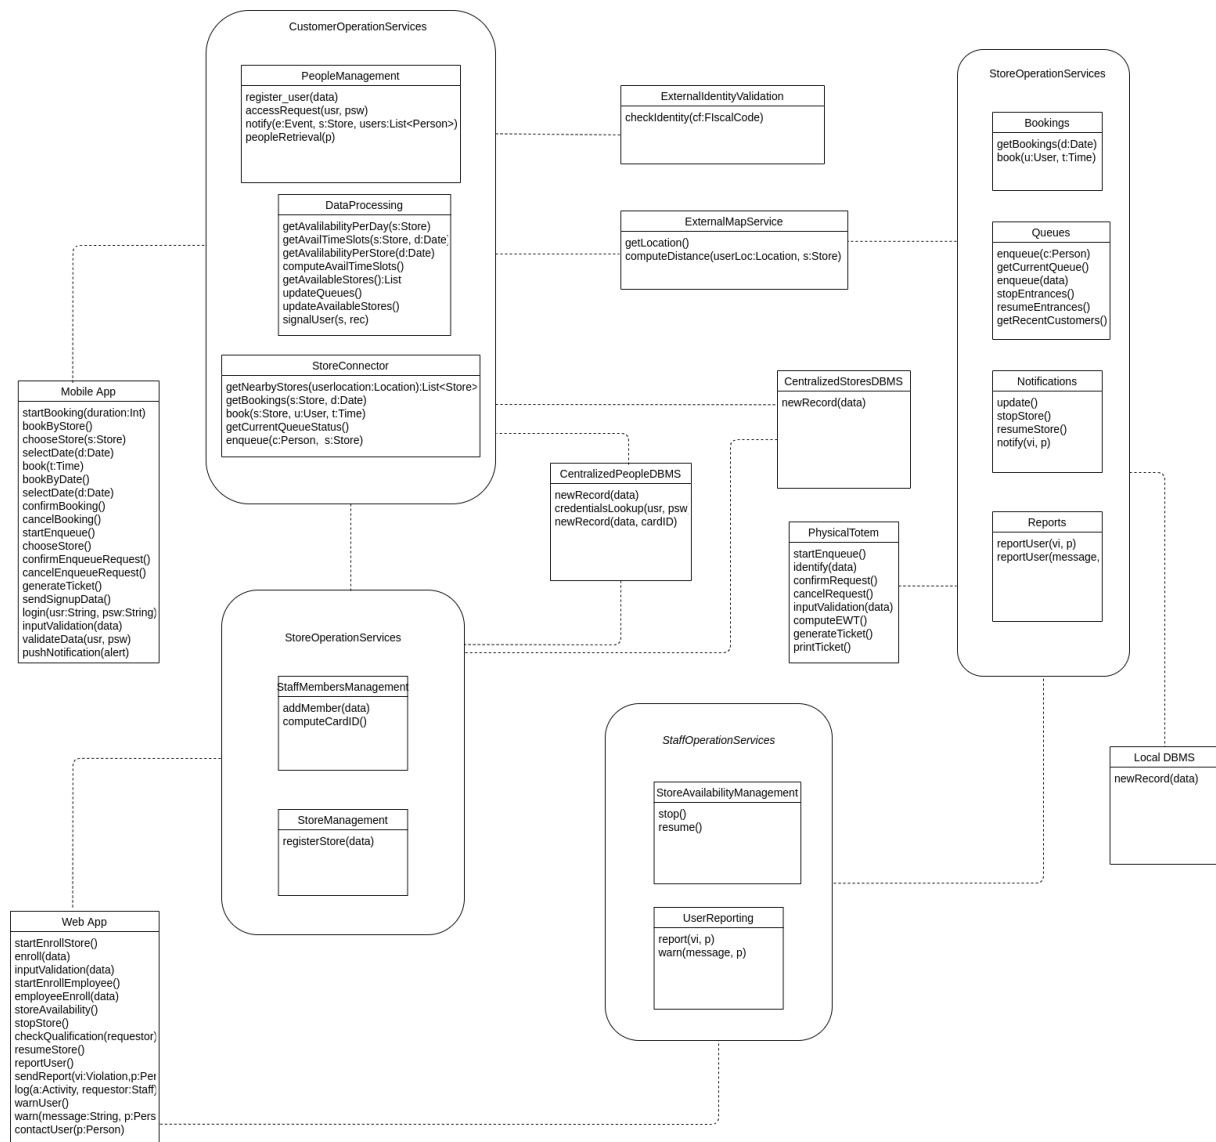 CustomerOperationServices
PeopleManagement
register_user(data)
accessRequest(usr, psw)
notify(e:Event, s:Store, users:List<Person>)
peopleRetrieval(p)
DataProcessing
getAvalilabilityPerDay(s:Store)
getAvailTimeSlots(s:Store, d:Date)
getAvalilabilityPerStore(d:Date)
computeAvailTimeSlots()
getAvailableStores():List
updateQueues()
updateAvailableStores()
signalUser(s, rec)
StoreConnector
getNearbyStores(userlocation:Location):List<Store>
getBookings(s:Store, d:Date)
book(s:Store, u:User, t:Time)
getCurrentQueueStatus()
enqueue(c:Person, s:Store)
ExternalIdentityValidation
checkIdentity(cf:FIscalCode)
ExternalMapService
getLocation()
computeDistance(userLoc:Location, s:Store)
StoreOperationServices
Bookings
getBookings(d:Date)
book(u:User, t:Time)
Queues
enqueue(c:Person)
getCurrentQueue()
enqueue(data)
stopEntrances()
resumeEntrances()
getRecentCustomers()
Notifications
update()
stopStore()
resumeStore()
notify(vi, p)
Reports
reportUser(vi, p)
reportUser(message,
Mobile App
startBooking(duration:Int)
bookByStore()
chooseStore(s:Store)
selectDate(d:Date)
book(t:Time)
bookByDate()
selectDate(d:Date)
confirmBooking()
cancelBooking()
startEnqueue()
chooseStore()
confirmEnqueueRequest()
cancelEnqueueRequest()
generateTicket()
sendSignupData()
login(usr:String, psw:String)
inputValidation(data)
validateData(usr, psw)
pushNotification(alert)
CentralizedStoresDBMS
newRecord(data)
CentralizedPeopleDBMS
newRecord(data)
credentialsLookup(usr, psw
newRecord(data, cardID)
PhysicalTotem
startEnqueue()
identify(data)
confirmRequest()
cancelRequest()
inputValidation(data)
computeEWT()
generateTicket()
printTicket()
StoreOperationServices
StaffMembersManagement
addMember(data)
computeCardID()
StoreManagement
registerStore(data)
StaffOperationServices
StoreAvailabilityManagement
stop()
resume()
UserReporting
report(vi, p)
warn(message, p)
Local DBMS
newRecord(data)
Web App
startEnrollStore()
enroll(data)
inputValidation(data)
startEnrollEmployee()
employeeEnroll(data)
storeAvailability()
stopStore()
checkQualification(requestor)
resumeStore()
reportUser()
sendReport(vi:Violation,p:Per
log(a:Activity, requestor:Staff)
warnUser()
warn(message:String, p:Pers
contactUser(p:Person)